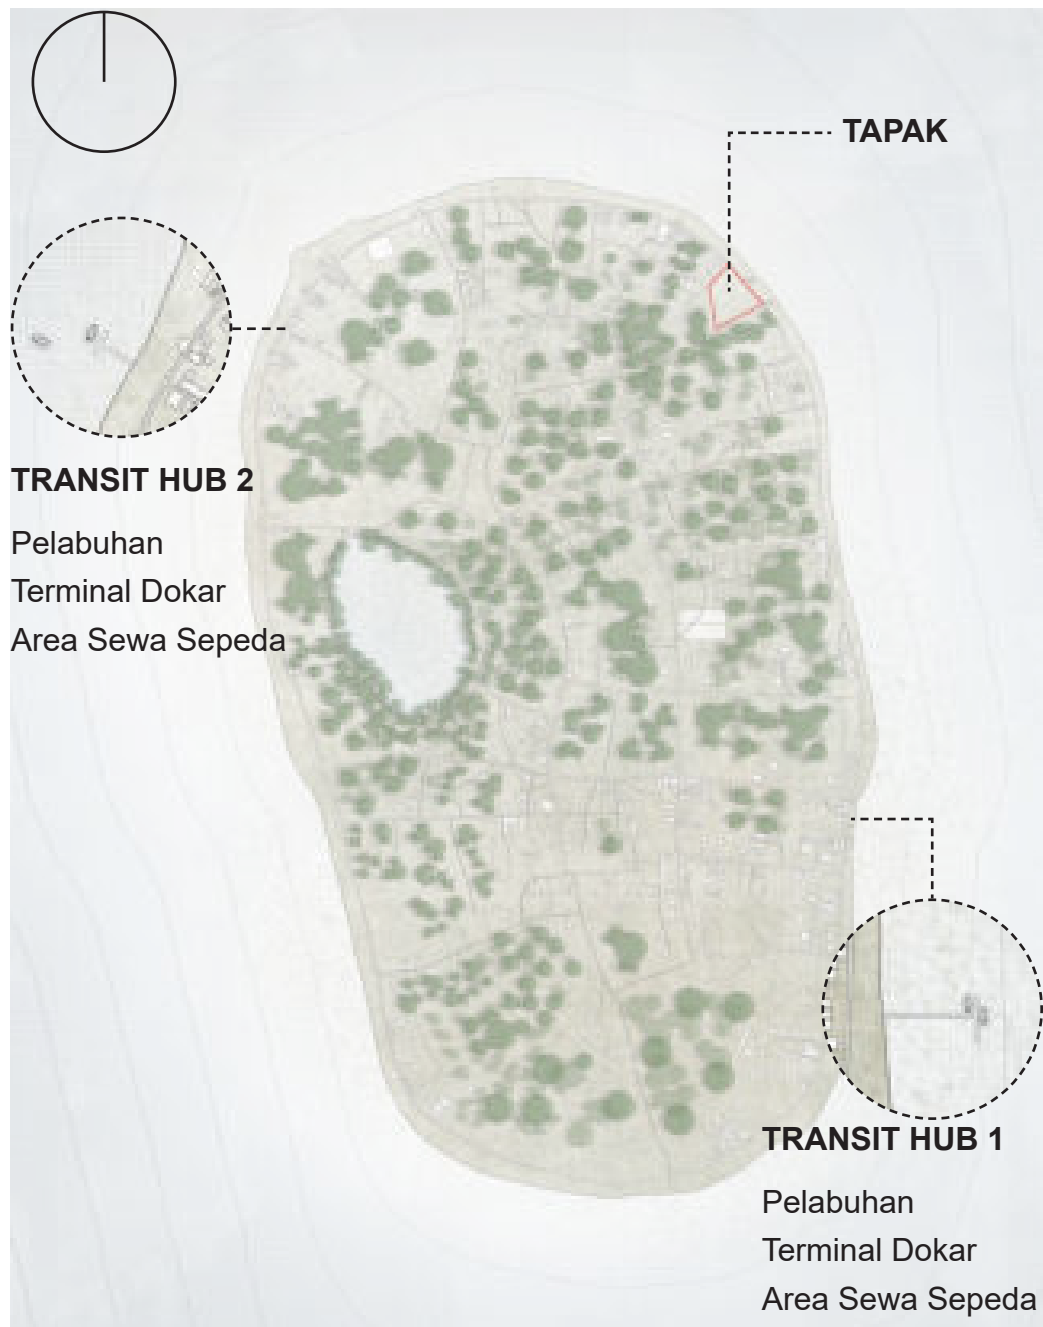 TAPAK
TRANSIT HUB 2
Pelabuhan
Terminal Dokar
Area Sewa Sepeda
TRANSIT HUB 1
Pelabuhan
Terminal Dokar
Area Sewa Sepeda